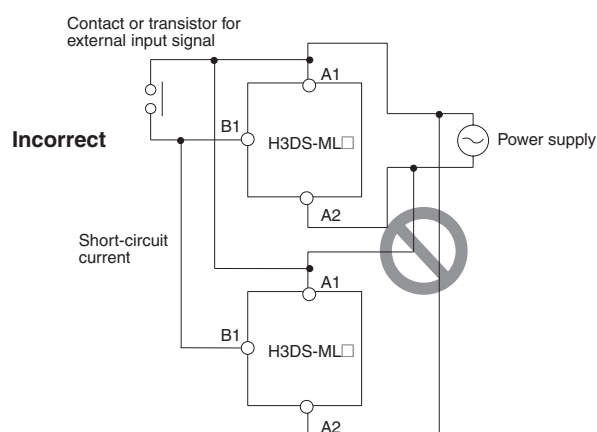 Contact or transistor for
external input signal
A1
B1
Incorrect
H3DS-ML□
Power supply
A2
Short-circuit
current
A1
B1
H3DS-ML□
A2